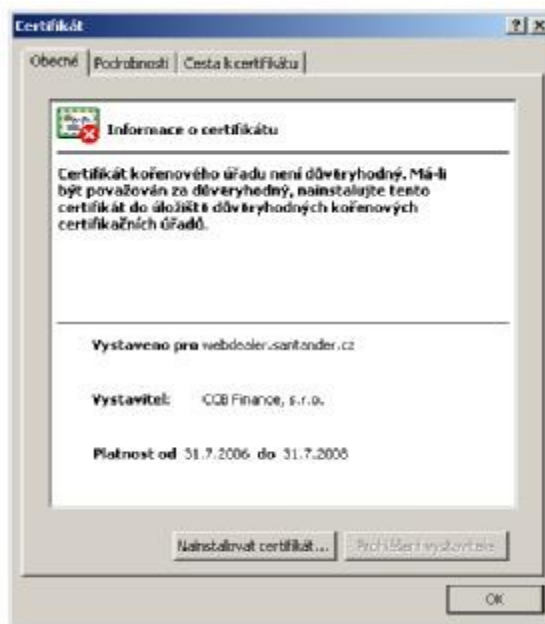 Certifikát
Obecné Podrobnosti Cesta k certifikátu
Informace o certifikátu
Certifikát kořenového úřadu není důvěryhodný. Má-li
být považován za důvěryhodný, nainstalujte tento
certifikát do úložiště důvěryhodných kořenových
certifikačních úřadů.
Vystaveno pro webdealer.santander.cz
Vystavitel: CCB Finance, s.r.o.
Platnost od 31.7.2006 do 31.7.2008
Nainstalovat certifikát... Prohlášení vystavitele
OK